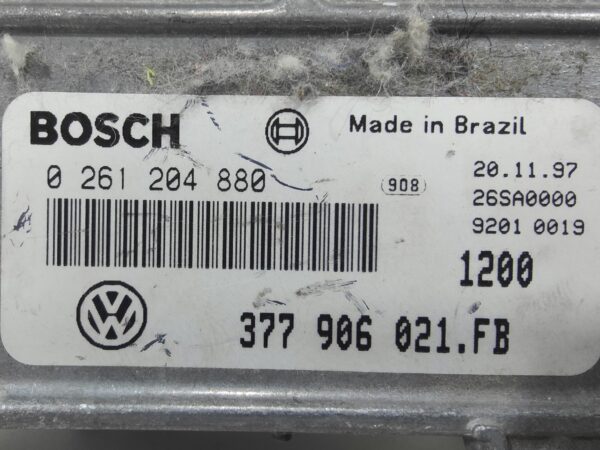 BOSCH
Made in Brazil
0 261 204 880
908
20.11.97
26SA0000
9201 0019
1200
VW
377 906 021.FB